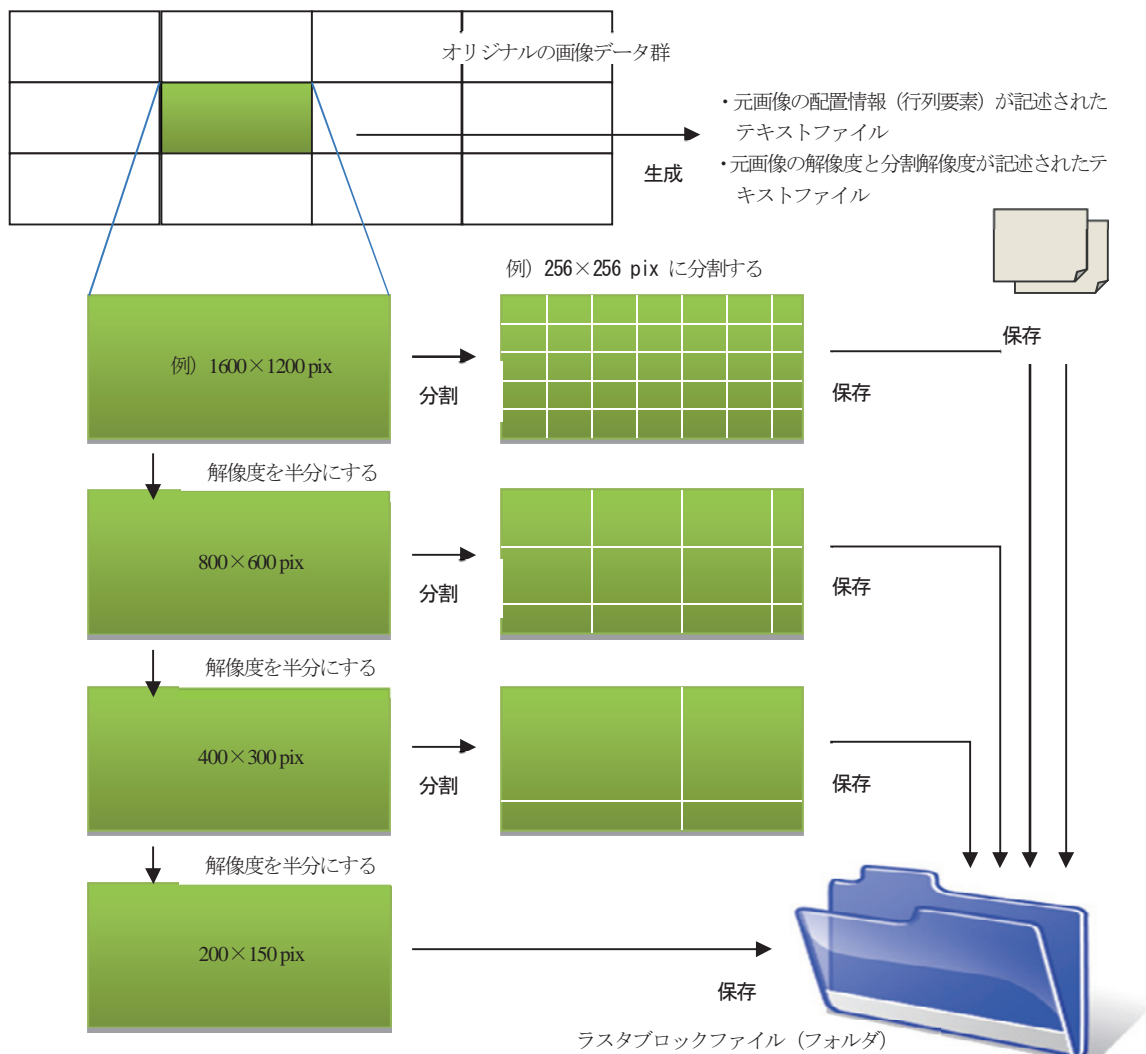 オリジナルの画像データ群
・元画像の配置情報（行列要素）が記述された
テキストファイル
・元画像の解像度と分割解像度が記述されたテ
キストファイル
生成
例）256×256 pix に分割する
保存
例）1600×1200 pix
分割
保存
解像度を半分にする
800×600 pix
分割
保存
解像度を半分にする
400×300 pix
分割
保存
解像度を半分にする
200×150 pix
保存
ラスタブロックファイル（フォルダ）